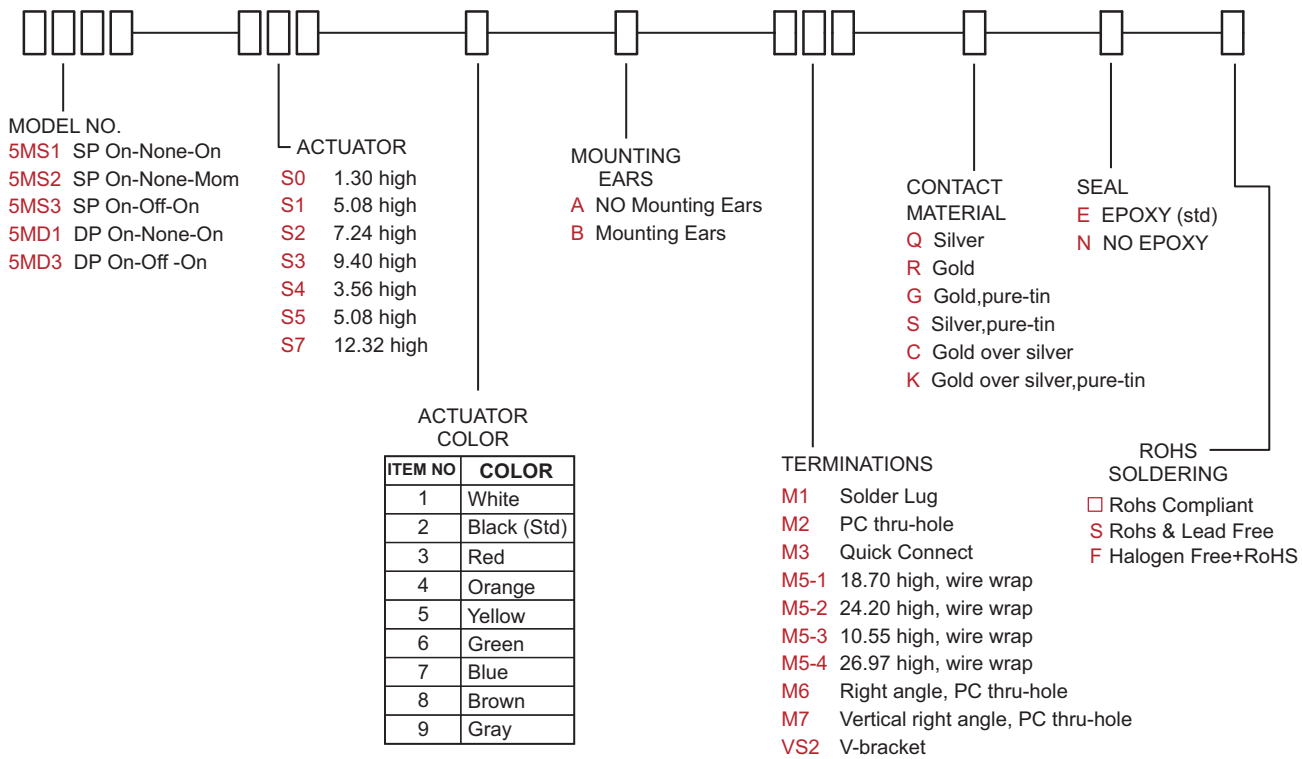 MODEL NO.
5MS1 SP On-None-On
5MS2 SP On-None-Mom
5MS3 SP On-Off-On
5MD1 DP On-None-On
5MD3 DP On-Off -On
ACTUATOR
S0 1.30 high
S1 5.08 high
S2 7.24 high
S3 9.40 high
S4 3.56 high
S5 5.08 high
S7 12.32 high
ACTUATOR
COLOR
ITEM NO COLOR
1 White
2 Black (Std)
3 Red
4 Orange
5 Yellow
6 Green
7 Blue
8 Brown
9 Gray
MOUNTING
EARS
A NO Mounting Ears
B Mounting Ears
TERMINATIONS
M1 Solder Lug
M2 PC thru-hole
M3 Quick Connect
M5-1 18.70 high, wire wrap
M5-2 24.20 high, wire wrap
M5-3 10.55 high, wire wrap
M5-4 26.97 high, wire wrap
M6 Right angle, PC thru-hole
M7 Vertical right angle, PC thru-hole
VS2 V-bracket
CONTACT
MATERIAL
Q Silver
R Gold
G Gold,pure-tin
S Silver,pure-tin
C Gold over silver
K Gold over silver,pure-tin
SEAL
E EPOXY (std)
N NO EPOXY
ROHS
SOLDERING
□ Rohs Compliant
S Rohs & Lead Free
F Halogen Free+RoHS